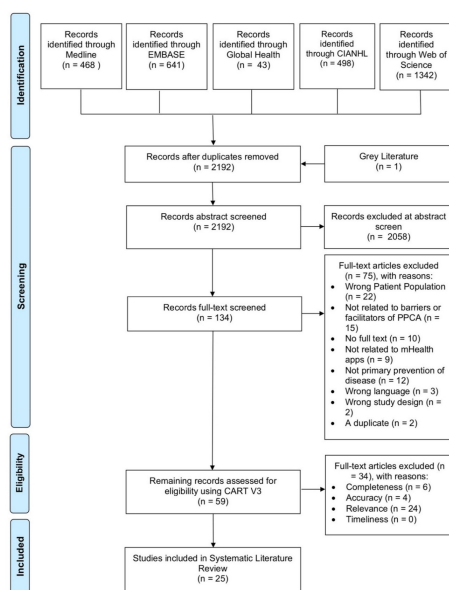 Identification
Records
identified through
Medline
(n = 468 )
Records
identified through
EMBASE
(n = 641)
Records
identified through
Global Health
(n = 43)
Records
identified
through CIANHL
(n = 498)
Records
identified
through Web of
Science
(n = 1342)
Screening
Records after duplicates removed
(n = 2192)
Grey Literature
(n = 1)
Records abstract screened
(n = 2192)
Records excluded at abstract
screen
(n = 2058)
Records full-text screened
(n = 134)
Full-text articles excluded
(n = 75), with reasons:
• Wrong Patient Population
(n = 22)
• Not related to barriers or
facilitators of PPCA (n =
15)
• No full text (n = 10)
• Not related to mHealth
apps (n = 9)
• Not primary prevention of
disease (n = 12)
• Wrong language (n = 3)
• Wrong study design (n =
2)
• A duplicate (n = 2)
Eligibility
Remaining records assessed for
eligibility using CART V3
(n = 59)
Full-text articles excluded (n
= 34), with reasons:
• Completeness (n = 6)
• Accuracy (n = 4)
• Relevance (n = 24)
• Timeliness (n = 0)
Included
Studies included in Systematic Literature
Review
(n = 25)